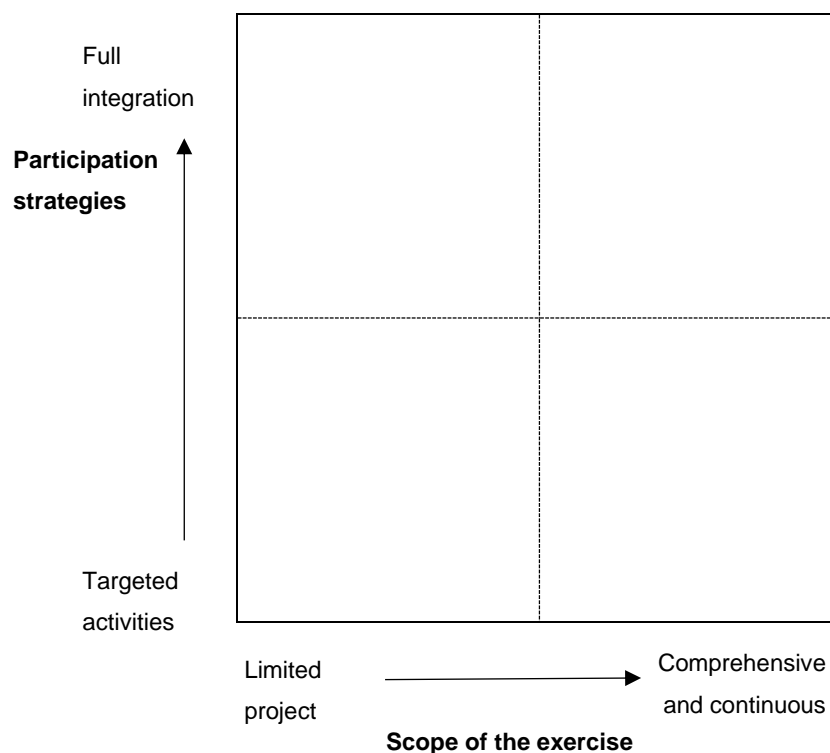 Full
integration
Participation
strategies
Targeted
activities
Limited
project
Comprehensive
and continuous
Scope of the exercise